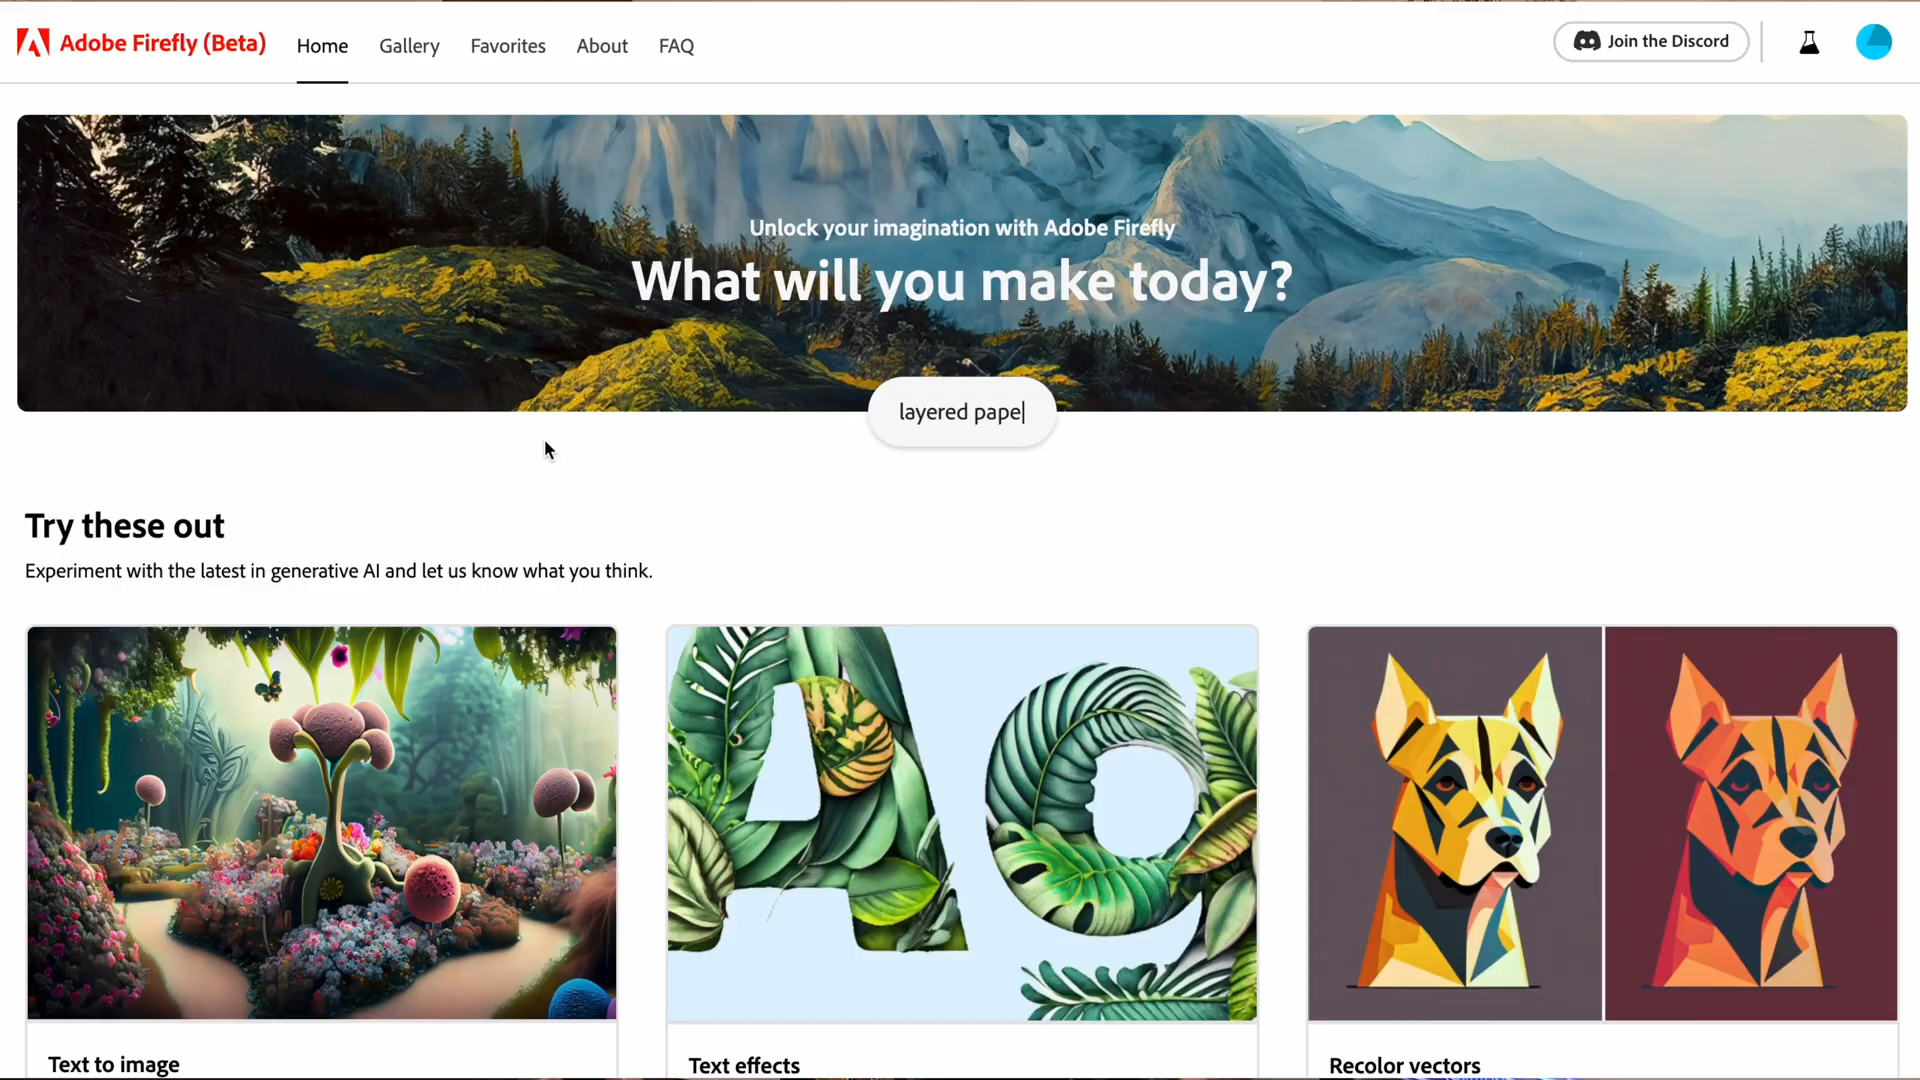 Adobe Firefly (Beta)
Home
Gallery
Favorites
About
FAQ
Join the Discord
Unlock your imagination with Adobe Firefly
What will you make today?
layered pape
Try these out
Experiment with the latest in generative AI and let us know what you think.
Ag
Text to image
Text effects
Recolor vectors